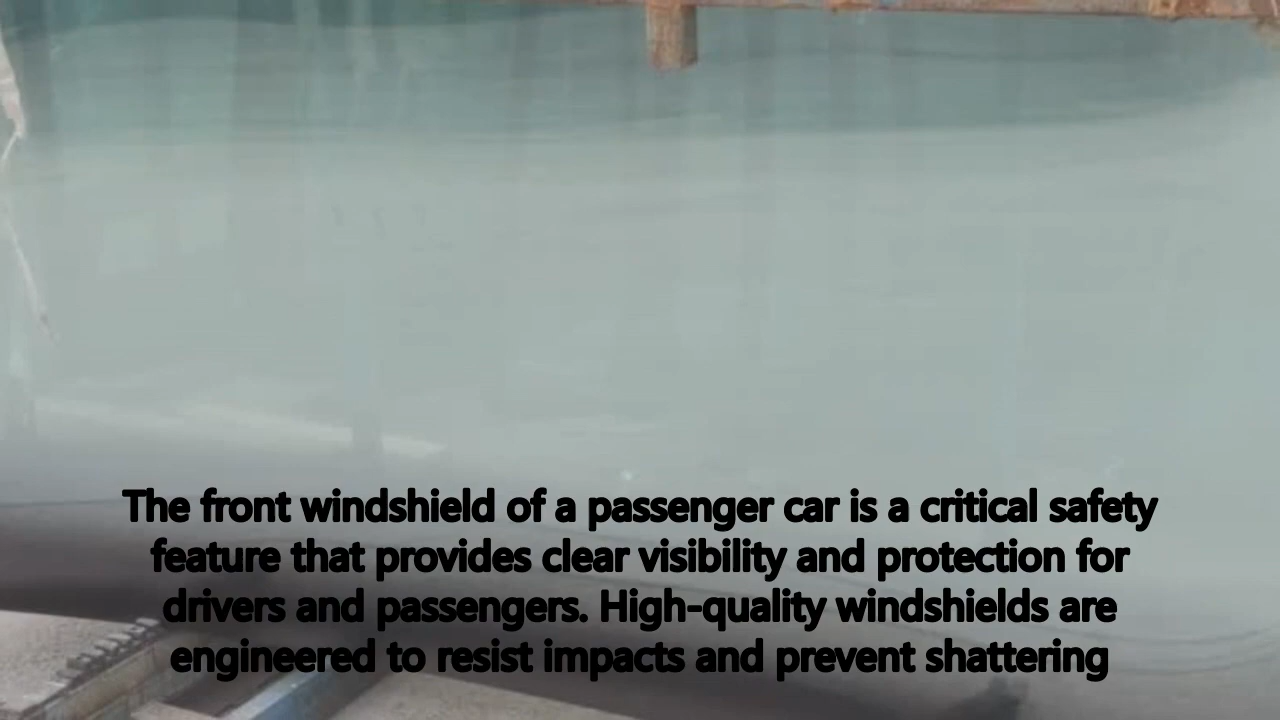 The front windshield of a passenger car is a critical safety
feature that provides clear visibility and protection for
drivers and passengers. High-quality windshields are
engineered to resist impacts and prevent shattering